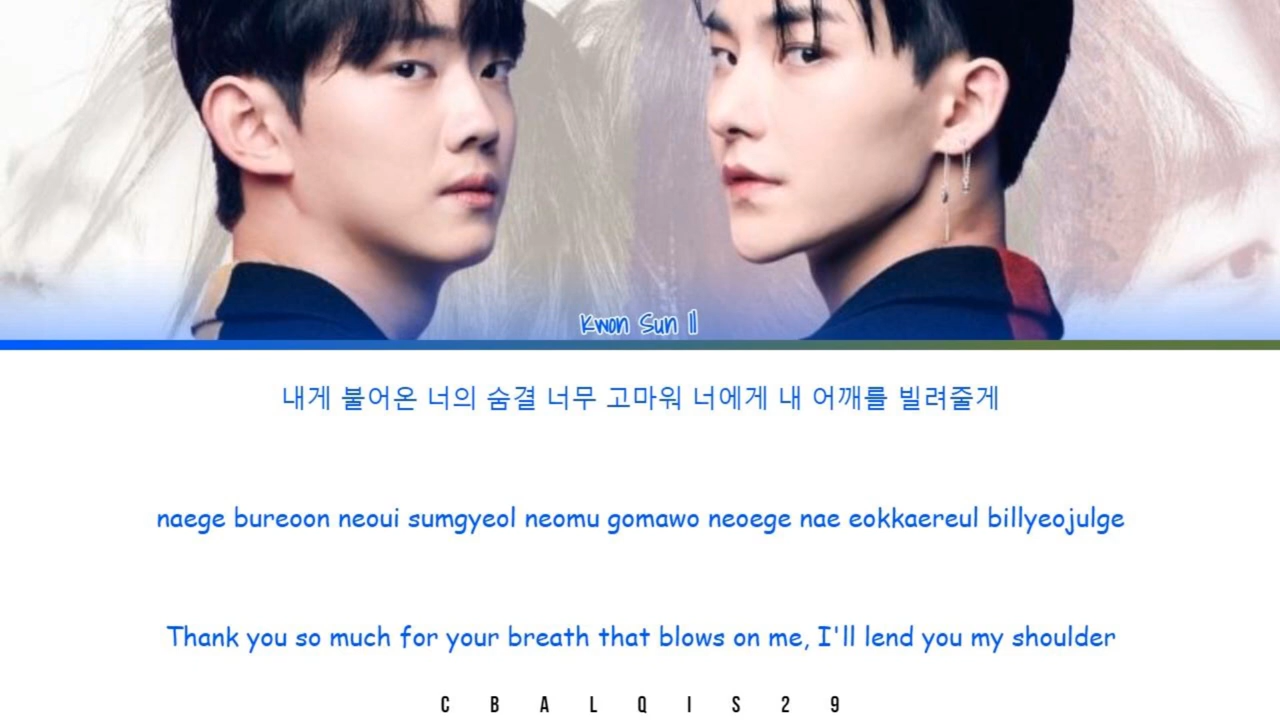 Kwon Sun Il
내게 불어온 너의 숨결 너무 고마워 너에게 내 어깨를 빌려줄게
naege bureoon neoui sumgyeol neomu gomawo neoege nae eokkaereul billyeojulge
Thank you so much for your breath that blows on me, I'll lend you my shoulder
CBALQIS29